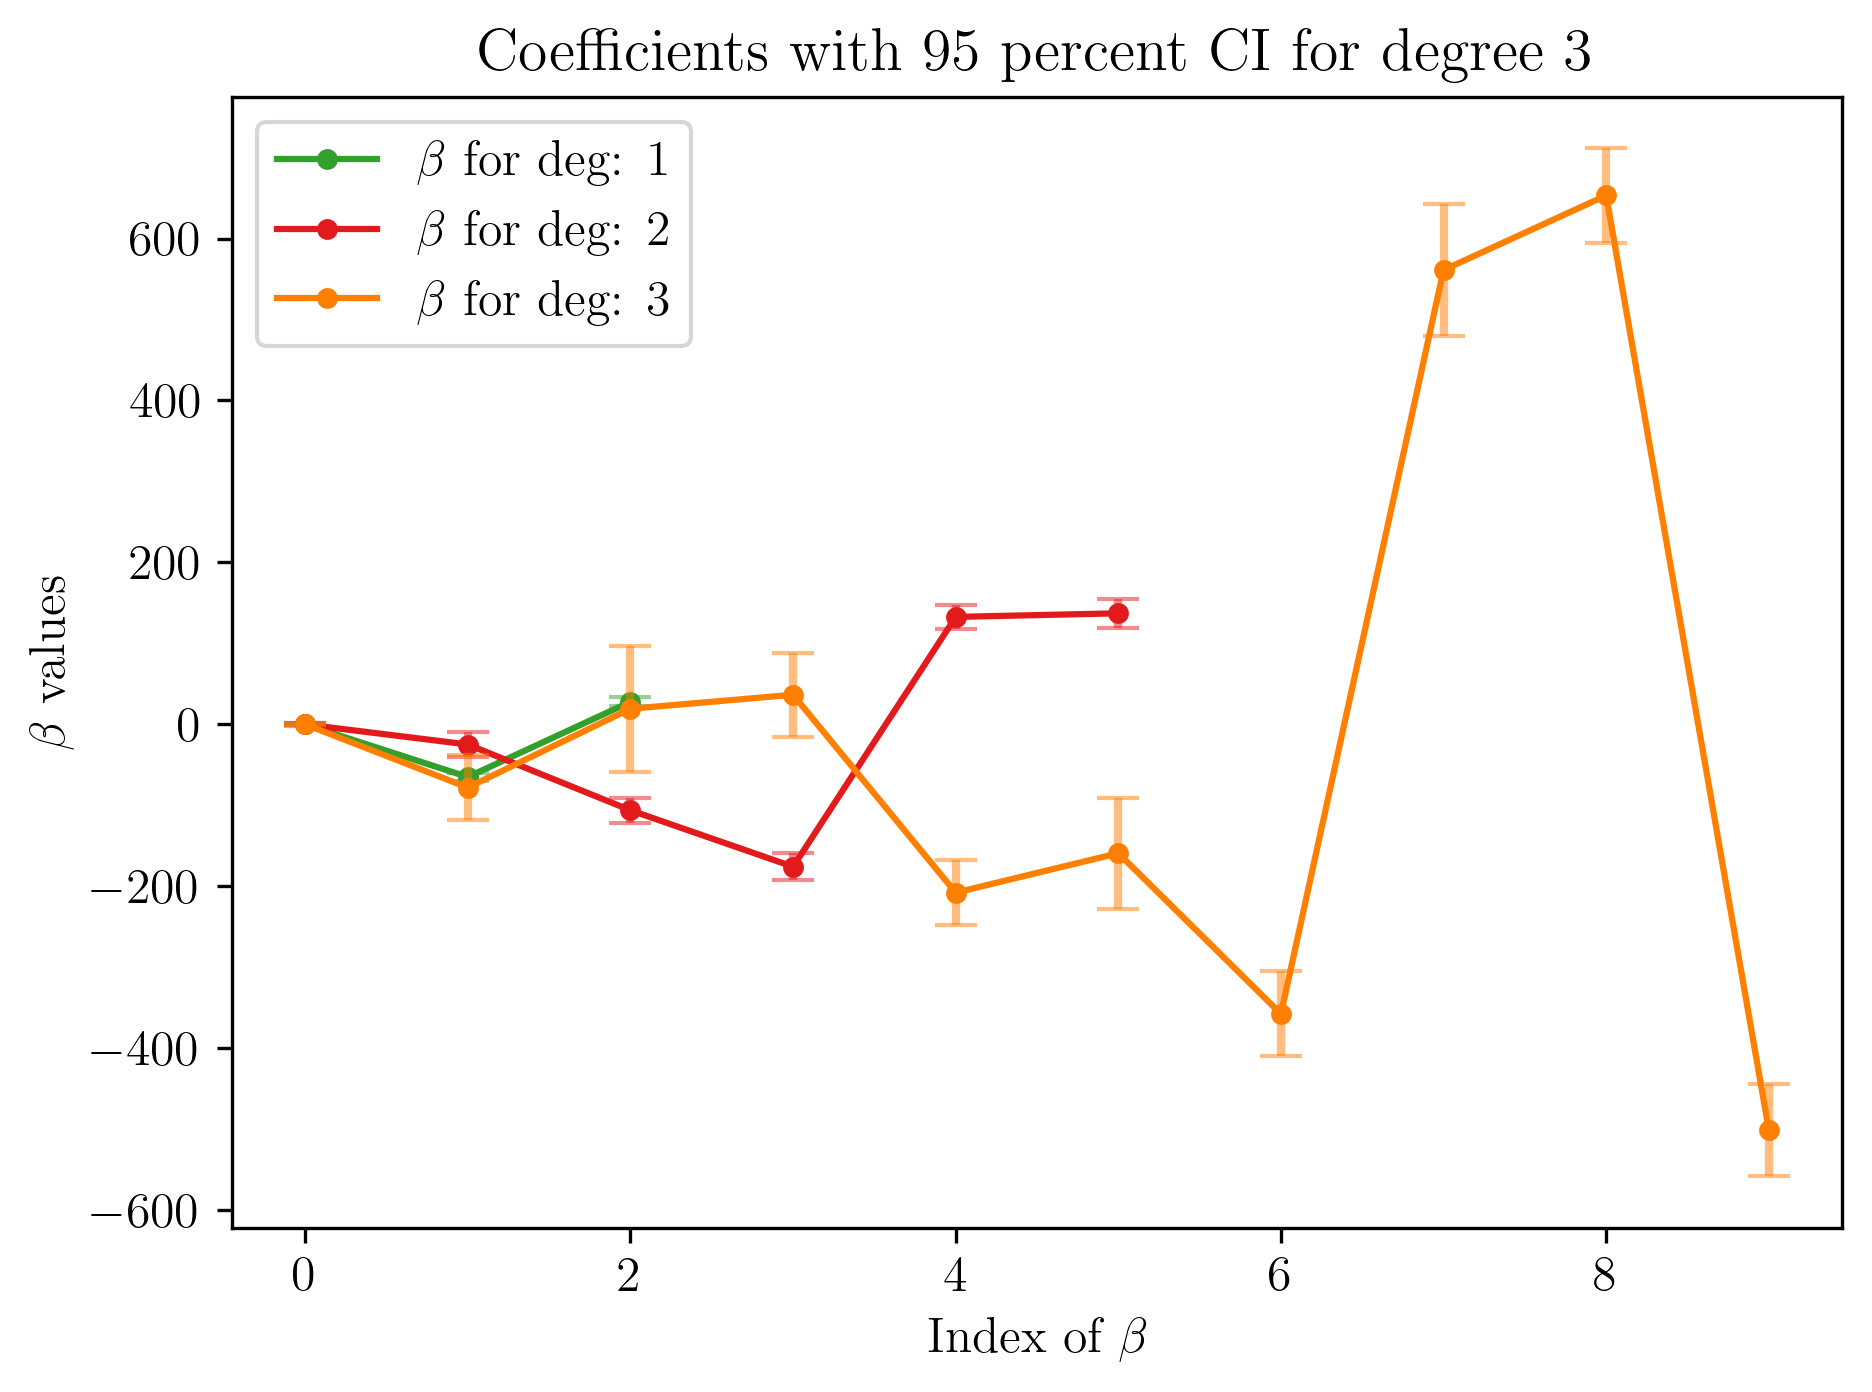 Coefficients with 95 percent CI for degree 3
β for deg: 1
β for deg: 2
β for deg: 3
600
400
200
0
−200
−400
−600
β values
0 2 4 6 8
Index of β